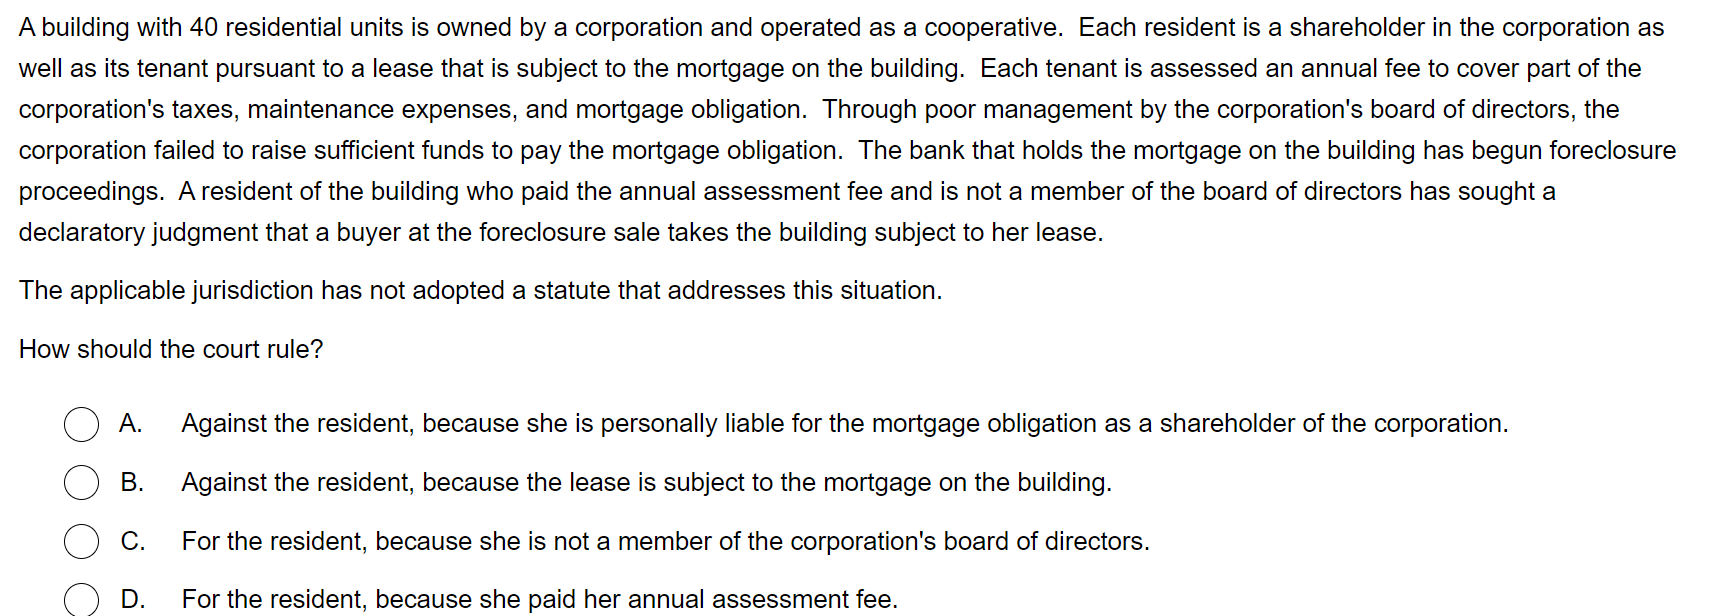 A building with 40 residential units is owned by a corporation and operated as a cooperative.  Each resident is a shareholder in the corporation as
well as its tenant pursuant to a lease that is subject to the mortgage on the building.  Each tenant is assessed an annual fee to cover part of the
corporation's taxes, maintenance expenses, and mortgage obligation.  Through poor management by the corporation's board of directors, the
corporation failed to raise sufficient funds to pay the mortgage obligation.  The bank that holds the mortgage on the building has begun foreclosure
proceedings.  A resident of the building who paid the annual assessment fee and is not a member of the board of directors has sought a
declaratory judgment that a buyer at the foreclosure sale takes the building subject to her lease.
The applicable jurisdiction has not adopted a statute that addresses this situation.
How should the court rule?
A. Against the resident, because she is personally liable for the mortgage obligation as a shareholder of the corporation.
B. Against the resident, because the lease is subject to the mortgage on the building.
C. For the resident, because she is not a member of the corporation's board of directors.
D. For the resident, because she paid her annual assessment fee.